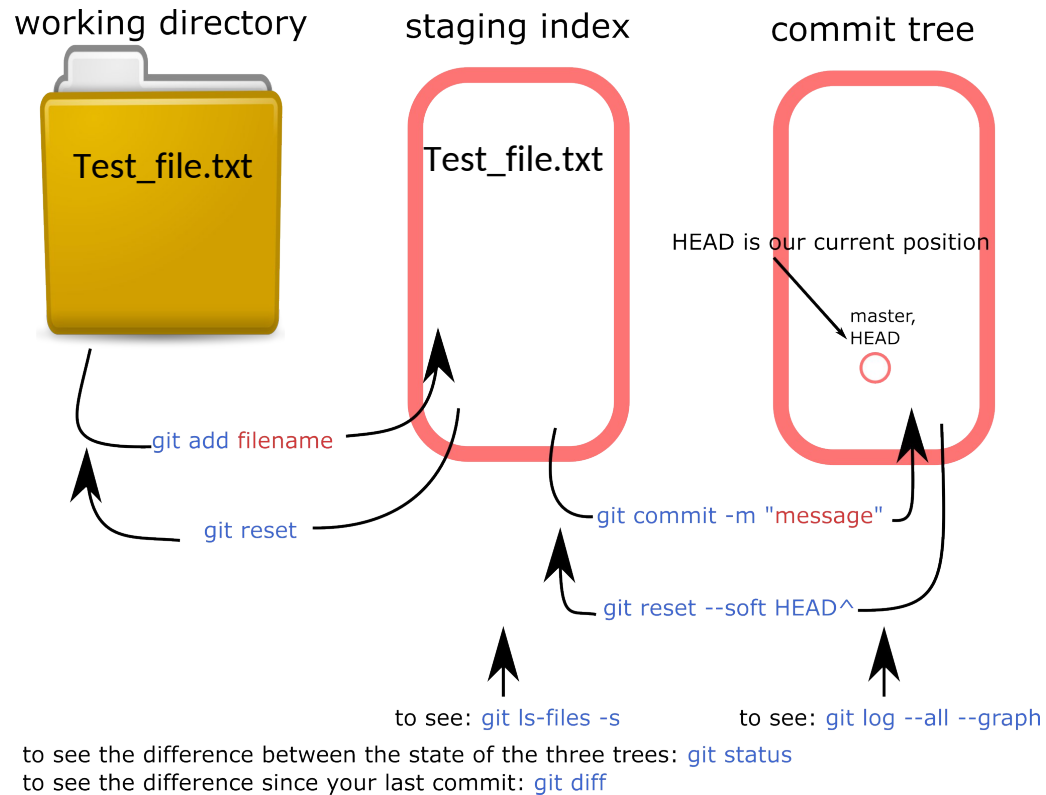 working directory
staging index
commit tree
Test_file.txt
Test_file.txt
HEAD is our current position
master,
HEAD
git add filename
git reset
git commit -m "message"
git reset --soft HEAD^
to see: git ls-files -s
to see: git log --all --graph
to see the difference between the state of the three trees: git status
to see the difference since your last commit: git diff